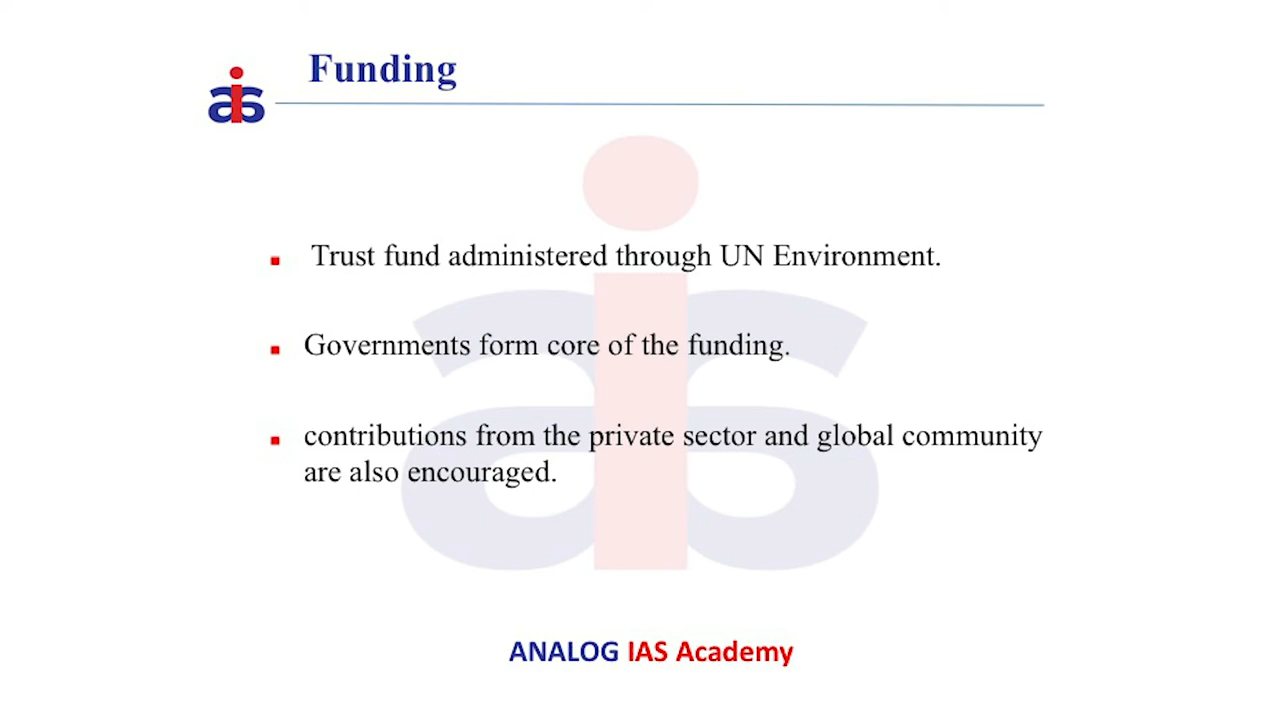 Funding
Trust fund administered through UN Environment.
Governments form core of the funding.
contributions from the private sector and global community
are also encouraged.
ANALOG IAS Academy